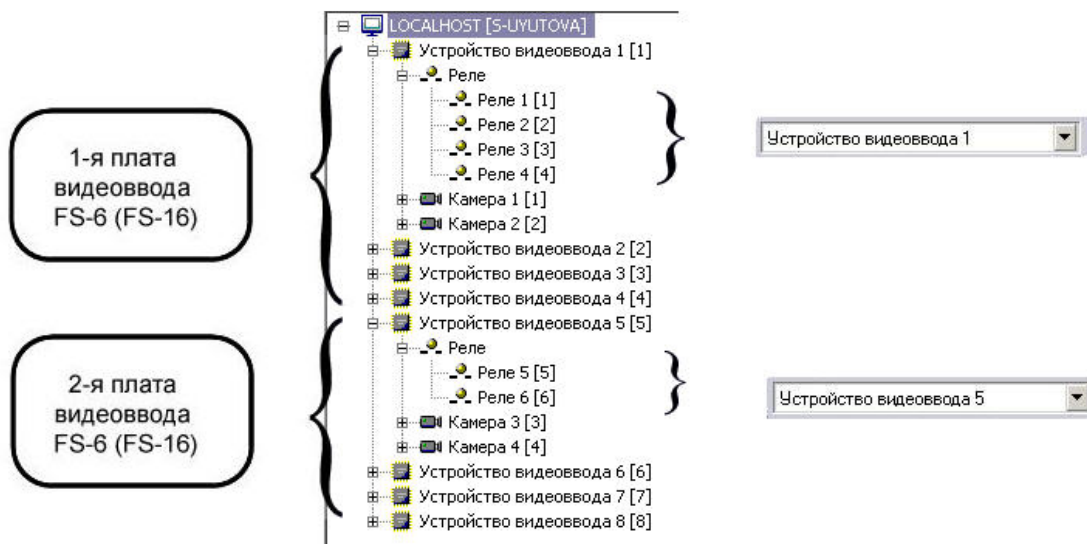 LOCALHOST [S-UYUTOVA]
Устройство видеоввода 1 [1]
Реле
Реле 1 [1]
Реле 2 [2]
Реле 3 [3]
Реле 4 [4]
Камера 1 [1]
Камера 2 [2]
Устройство видеоввода 2 [2]
Устройство видеоввода 3 [3]
Устройство видеоввода 4 [4]
Устройство видеоввода 5 [5]
Реле
Реле 5 [5]
Реле 6 [6]
Камера 3 [3]
Камера 4 [4]
Устройство видеоввода 6 [6]
Устройство видеоввода 7 [7]
Устройство видеоввода 8 [8]
1-я плата
видеоввода
FS-6 (FS-16)
2-я плата
видеоввода
FS-6 (FS-16)
Устройство видеоввода 1
Устройство видеоввода 5